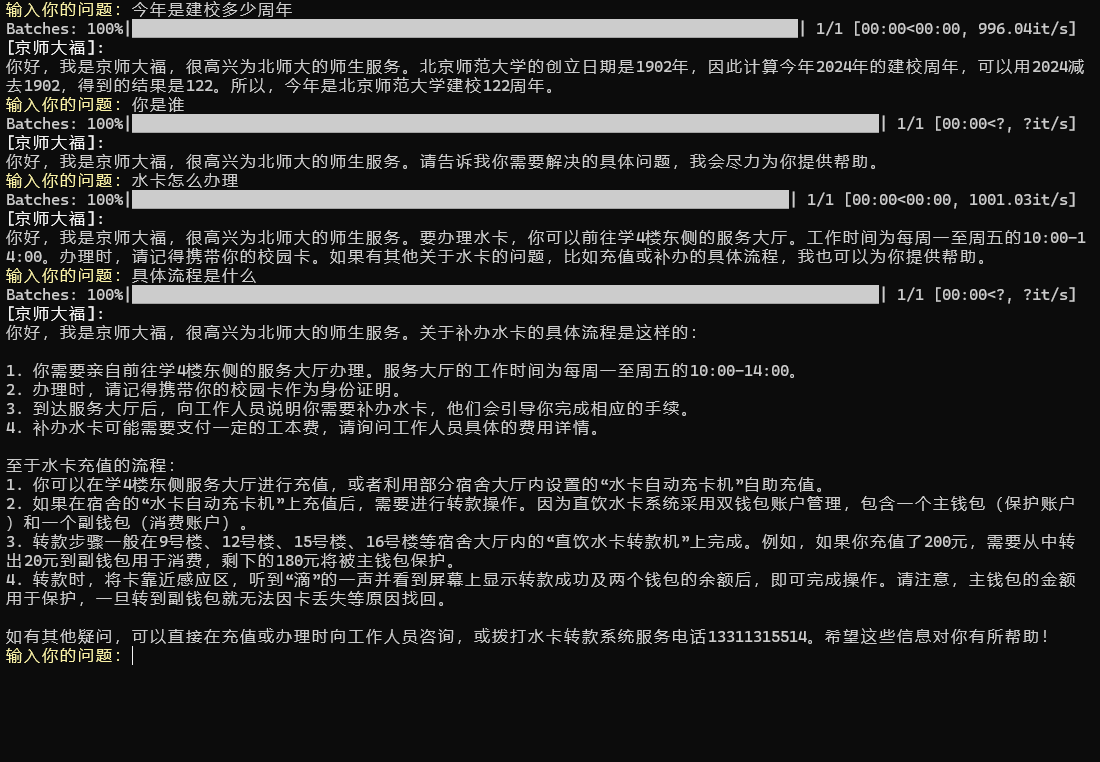 输入你的问题: 今年是建校多少周年
Batches: 100%| 1/1 [00:00<00:00, 996.04it/s]
[京师大福]:
你好，我是京师大福，很高兴为北师大的师生服务。北京师范大学的创立日期是1902年，因此计算今年2024年的建校周年，可以用2024减
去1902，得到的结果是122。所以，今年是北京师范大学建校122周年。
输入你的问题: 你是谁
Batches: 100%| 1/1 [00:00<?, ?it/s]
[京师大福]:
你好，我是京师大福，很高兴为北师大的师生服务。请告诉我你需要解决的具体问题，我会尽力为你提供帮助。
输入你的问题: 水卡怎么办理
Batches: 100%| 1/1 [00:00<00:00, 1001.03it/s]
[京师大福]:
你好，我是京师大福，很高兴为北师大的师生服务。要办理水卡，你可以前往学4楼东侧的服务大厅。工作时间为每周一至周五的10:00-1
4:00。办理时，请记得携带你的校园卡。如果有其他关于水卡的问题，比如充值或补办的具体流程，我也可以为你提供帮助。
输入你的问题: 具体流程是什么
Batches: 100%| 1/1 [00:00<?, ?it/s]
[京师大福]:
你好，我是京师大福，很高兴为北师大的师生服务。关于补办水卡的具体流程是这样的：
1. 你需要亲自前往学4楼东侧的服务大厅办理。服务大厅的工作时间为每周一至周五的10:00-14:00。
2. 办理时，请记得携带你的校园卡作为身份证明。
3. 到达服务大厅后，向工作人员说明你需要补办水卡，他们会引导你完成相应的手续。
4. 补办水卡可能需要支付一定的工本费，请询问工作人员具体的费用详情。
至于水卡充值的流程：
1. 你可以在学4楼东侧服务大厅进行充值，或者利用部分宿舍大厅内设置的“水卡自动充卡机”自助充值。
2. 如果在宿舍的“水卡自动充卡机”上充值后，需要进行转款操作。因为直饮水卡系统采用双钱包账户管理，包含一个主钱包（保护账户
）和一个副钱包（消费账户）。
3. 转款步骤一般在9号楼、12号楼、15号楼、16号楼等宿舍大厅内的“直饮水卡转款机”上完成。例如，如果你充值了200元，需要从中转
出20元到副钱包用于消费，剩下的180元将被主钱包保护。
4. 转款时，将卡靠近感应区，听到“滴”的一声并看到屏幕上显示转款成功及两个钱包的余额后，即可完成操作。请注意，主钱包的金额
用于保护，一旦转到副钱包就无法因卡丢失等原因找回。
如有其他疑问，可以直接在充值或办理时向工作人员咨询，或拨打水卡转款系统服务电话13311315514。希望这些信息对你有所帮助！
输入你的问题: